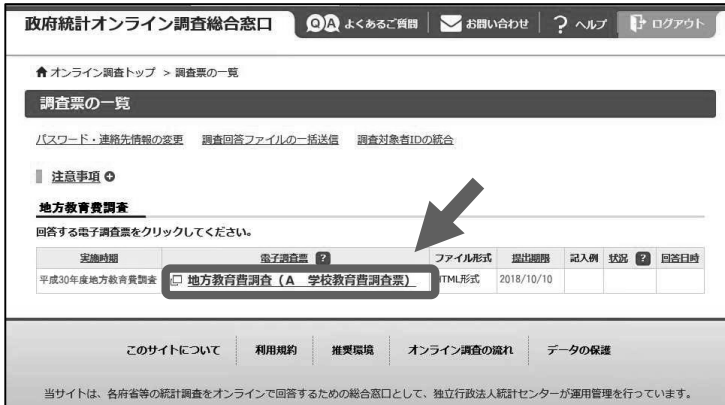 政府統計オンライン調査総合窓口 Q&A よくあるご質問 お問い合わせ ? ヘルプ ログアウト
オンライン調査トップ > 調査票の一覧
調査票の一覧
パスワード・連絡先情報の変更 調査回答ファイルの一括送信 調査対象者IDの統合
注意事項
地方教育費調査
回答する電子調査票をクリックしてください。
実施時期 電子調査票 ? ファイル形式 提出期限 記入例 状況 ? 回答日時
平成30年度地方教育費調査 地方教育費調査（A 学校教育費調査票） HTML形式 2018/10/10
このサイトについて 利用規約 推奨環境 オンライン調査の流れ データの保護
当サイトは、各府省等の統計調査をオンラインで回答するための総合窓口として、独立行政法人統計センターが運用管理を行っています。